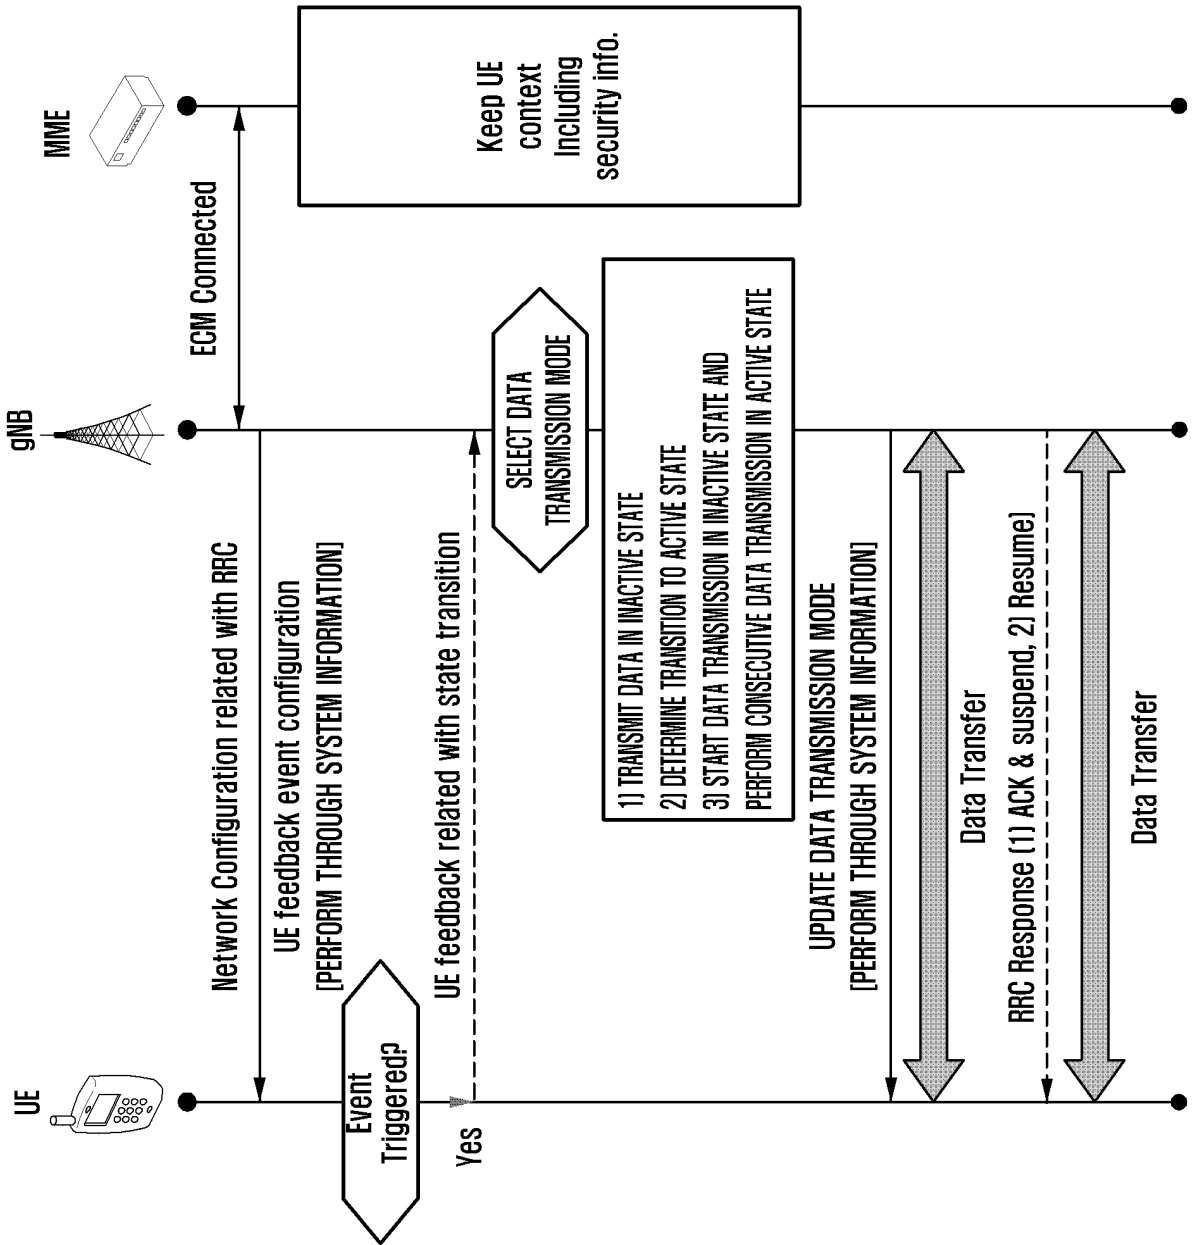 UE
gNB
MME
ECM Connected
Network Configuration related with RRC
UE feedback event configuration
[PERFORM THROUGH SYSTEM INFORMATION]
Keep UE
context
Including
security info.
Event
Triggered?
Yes
UE feedback related with state transition
SELECT DATA
TRANSMISSION MODE
1) TRANSMIT DATA IN INACTIVE STATE
2) DETERMINE TRANSITION TO ACTIVE STATE
3) START DATA TRANSMISSION IN INACTIVE STATE AND
PERFORM CONSECUTIVE DATA TRANSMISSION IN ACTIVE STATE
UPDATE DATA TRANSMISSION MODE
[PERFORM THROUGH SYSTEM INFORMATION]
Data Transfer
RRC Response (1) ACK & suspend, 2) Resume]
Data Transfer